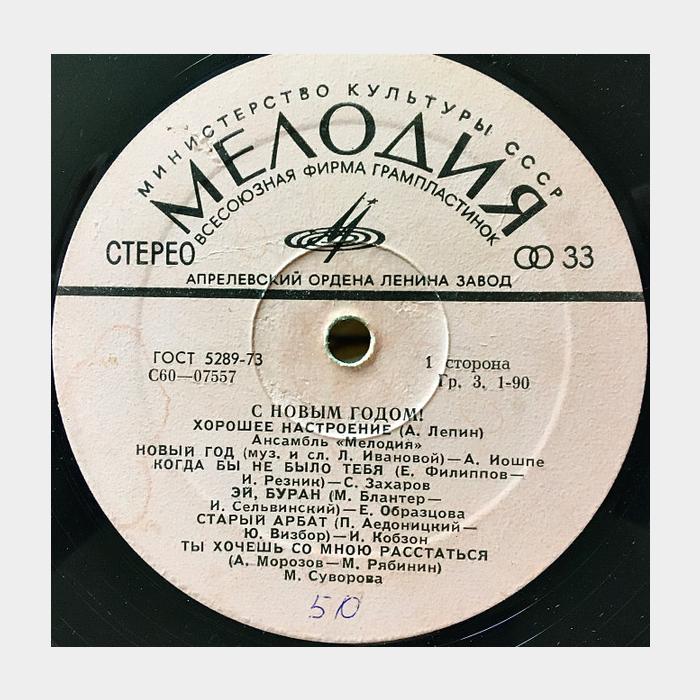 МИНИСТЕРСТВО КУЛЬТУРЫ СССР
МЕЛОДИЯ
ВСЕСОЮЗНАЯ ФИРМА ГРАМПЛАСТИНОК
СТЕРЕО
33
АПРЕЛЕВСКИЙ ОРДЕНА ЛЕНИНА ЗАВОД
ГОСТ 5289-73
1 сторона
С60—07557
Гр. 3. 1-90
С НОВЫМ ГОДОМ!
ХОРОШЕЕ НАСТРОЕНИЕ (А. Лепин)
Ансамбль «Мелодия»
НОВЫЙ ГОД (муз. и сл. Л. Ивановой)—А. Иошпе
КОГДА БЫ НЕ БЫЛО ТЕБЯ (Е. Филиппов—
И. Резник)—С. Захаров
ЭЙ, БУРАН (М. Блантер—
И. Сельвинский)—Е. Образцова
СТАРЫЙ АРБАТ (П. Аедоницкий—
Ю. Визбор)—И. Кобзон
ТЫ ХОЧЕШЬ СО МНОЮ РАССТАТЬСЯ
(А. Морозов—М. Рябинин)
М. Суворова